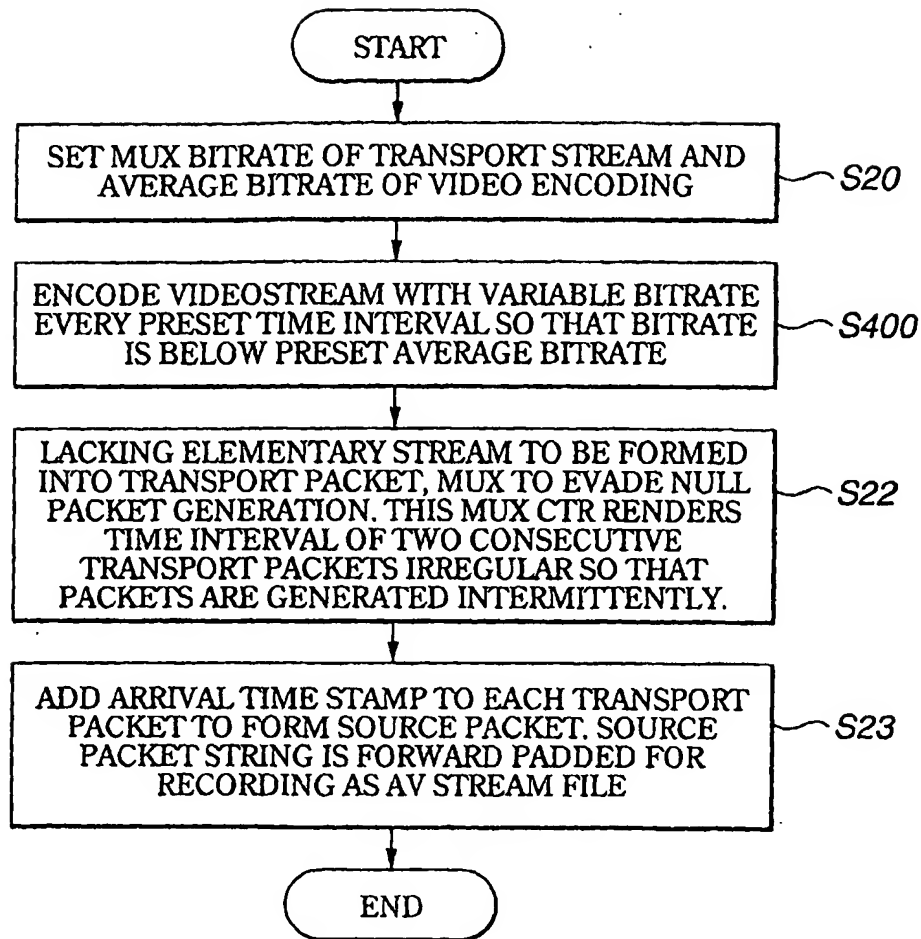 START
SET MUX BITRATE OF TRANSPORT STREAM AND
AVERAGE BITRATE OF VIDEO ENCODING
S20
ENCODE VIDEOSTREAM WITH VARIABLE BITRATE
EVERY PRESET TIME INTERVAL SO THAT BITRATE
IS BELOW PRESET AVERAGE BITRATE
S400
LACKING ELEMENTARY STREAM TO BE FORMED
INTO TRANSPORT PACKET, MUX TO EVADE NULL
PACKET GENERATION. THIS MUX CTR RENDERS
TIME INTERVAL OF TWO CONSECUTIVE
TRANSPORT PACKETS IRREGULAR SO THAT
PACKETS ARE GENERATED INTERMITTENTLY.
S22
ADD ARRIVAL TIME STAMP TO EACH TRANSPORT
PACKET TO FORM SOURCE PACKET. SOURCE
PACKET STRING IS FORWARD PADDED FOR
RECORDING AS AV STREAM FILE
S23
END